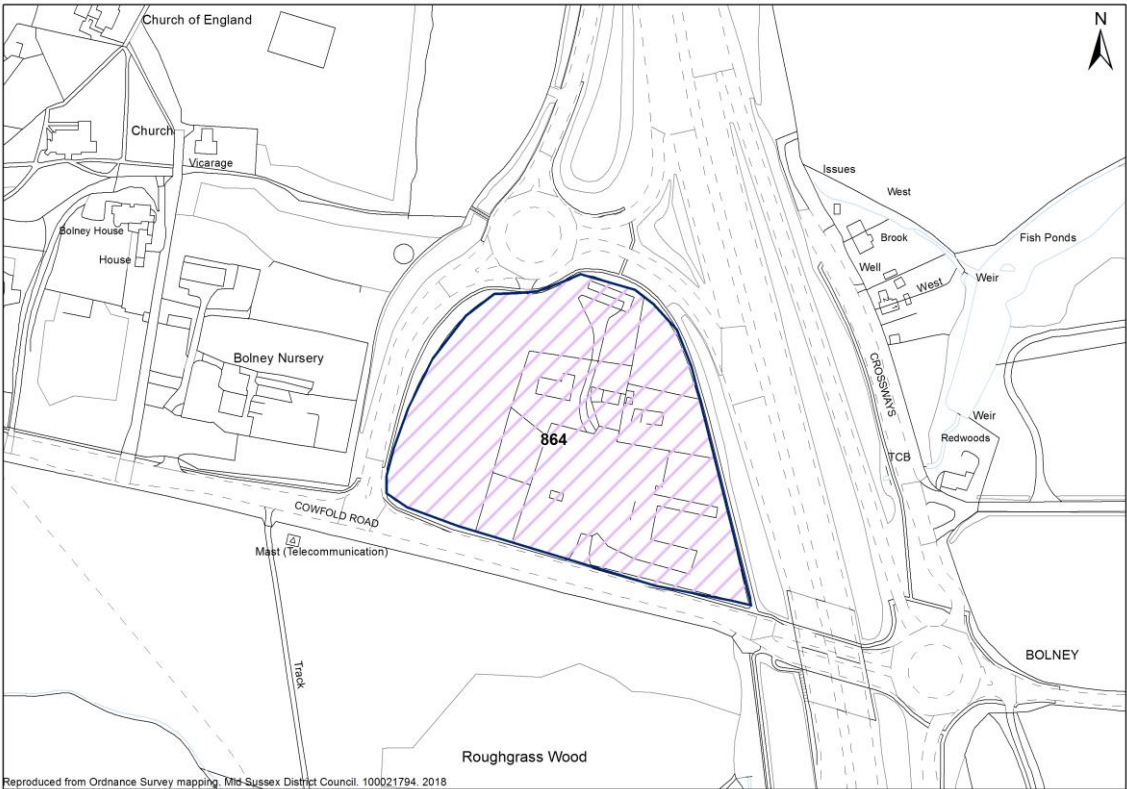 Church of England
N
Church
Vicarage
Issues
West
Bolney House
Brook
Fish Ponds
House
Well
West
Weir
Bolney Nursery
CROSSWAYS
Weir
864
Redwoods
TCB
COWFOLD ROAD
Mast (Telecommunication)
Track
BOLNEY
Roughgrass Wood
Reproduced from Ordnance Survey mapping. Mid Sussex District Council. 100021794. 2018